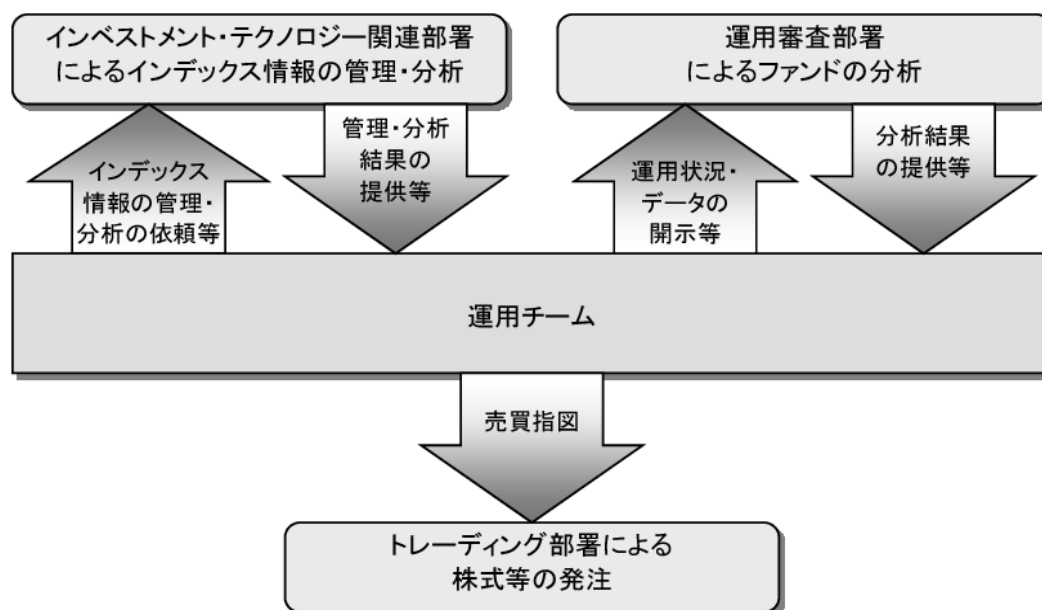 インベストメント・テクノロジー関連部署
によるインデックス情報の管理・分析
運用審査部署
によるファンドの分析
インデックス
情報の管理・
分析の依頼等
管理・分析
結果の
提供等
運用状況・
データの
開示等
分析結果
の提供等
運用チーム
売買指図
トレーディング部署による
株式等の発注